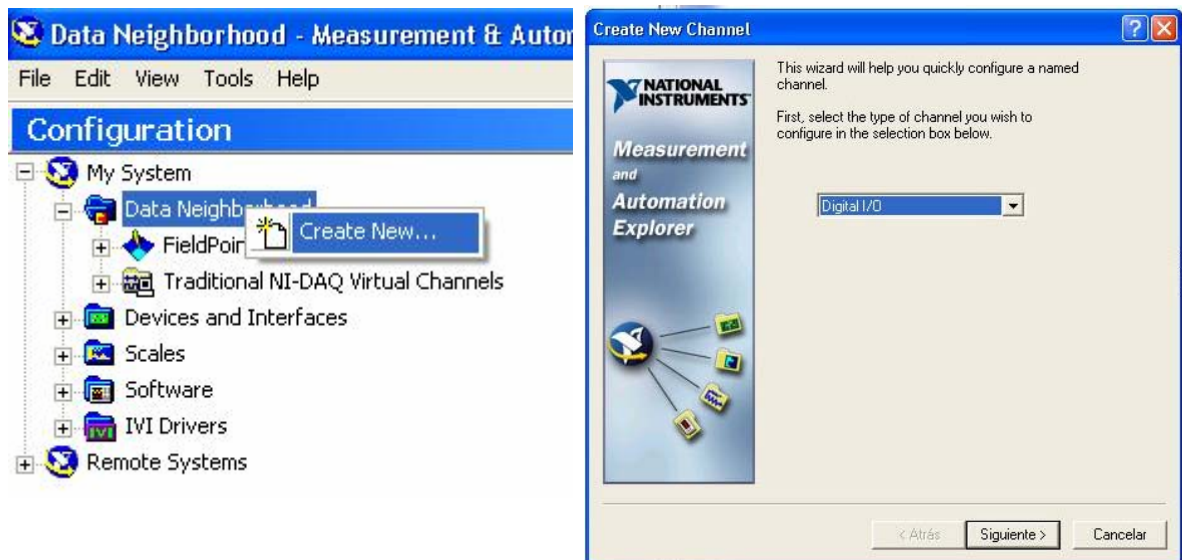 Data Neighborhood - Measurement & Autor
File Edit View Tools Help
Configuration
My System
Data Neighborhood
Create New...
FieldPoin
Traditional NI-DAQ Virtual Channels
Devices and Interfaces
Scales
Software
IVI Drivers
Remote Systems
Create New Channel
NATIONAL
INSTRUMENTS
Measurement
and
Automation
Explorer
This wizard will help you quickly configure a named
channel.
First, select the type of channel you wish to
configure in the selection box below.
Digital I/O
< Atrás Siguiente > Cancelar